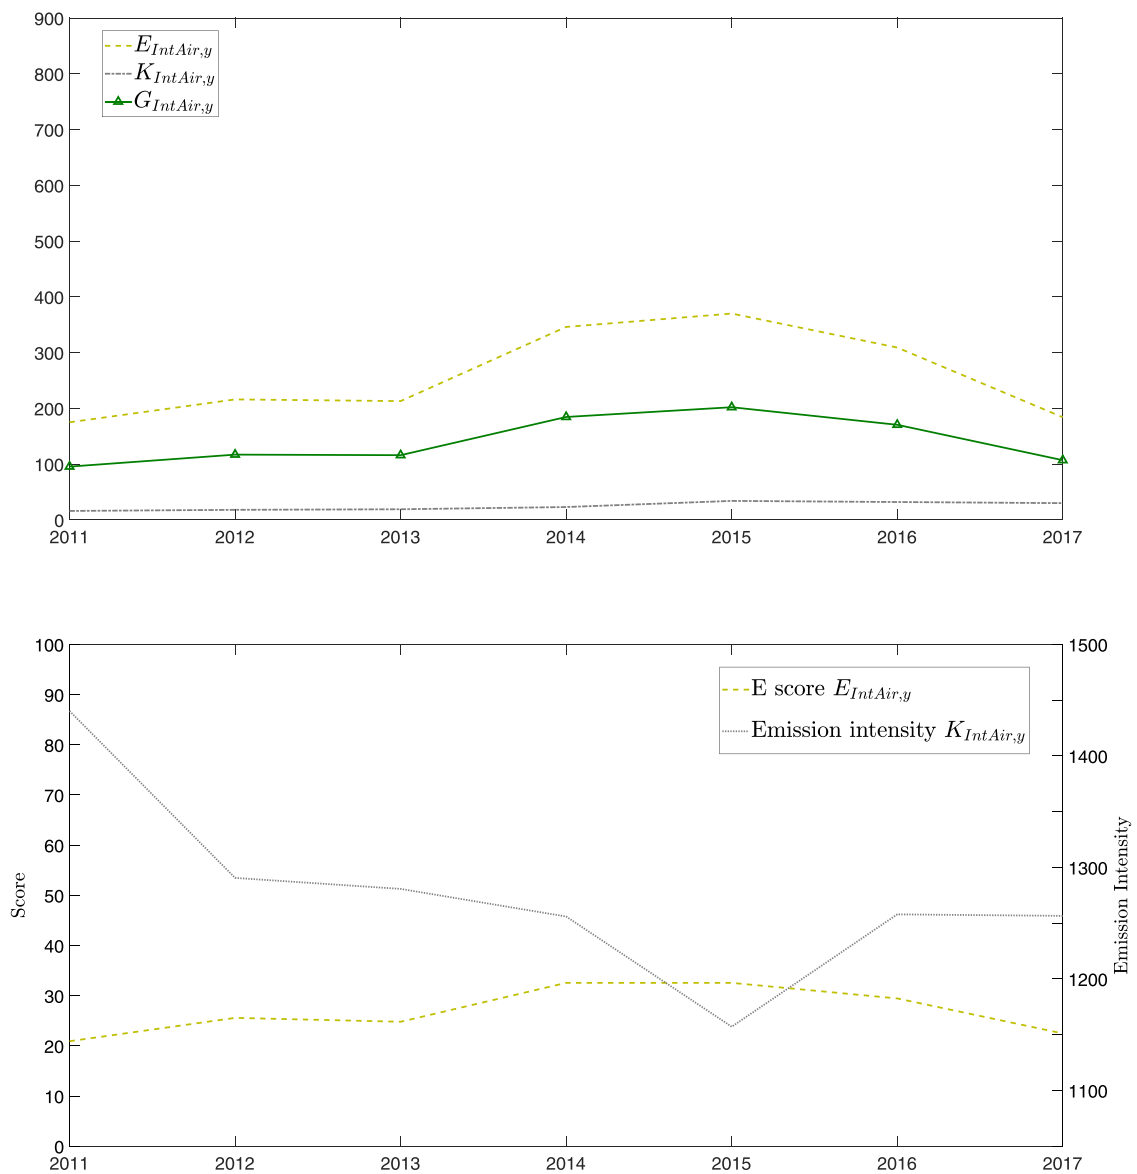 900
800
700
600
500
400
300
200
100
0
E_{IntAir,y}
K_{IntAir,y}
G_{IntAir,y}
2011 2012 2013 2014 2015 2016 2017
100
90
80
70
60
50
40
30
20
10
0
Score
E score E_{IntAir,y}
Emission intensity K_{IntAir,y}
1500
1400
1300
1200
1100
Emission Intensity
2011 2012 2013 2014 2015 2016 2017